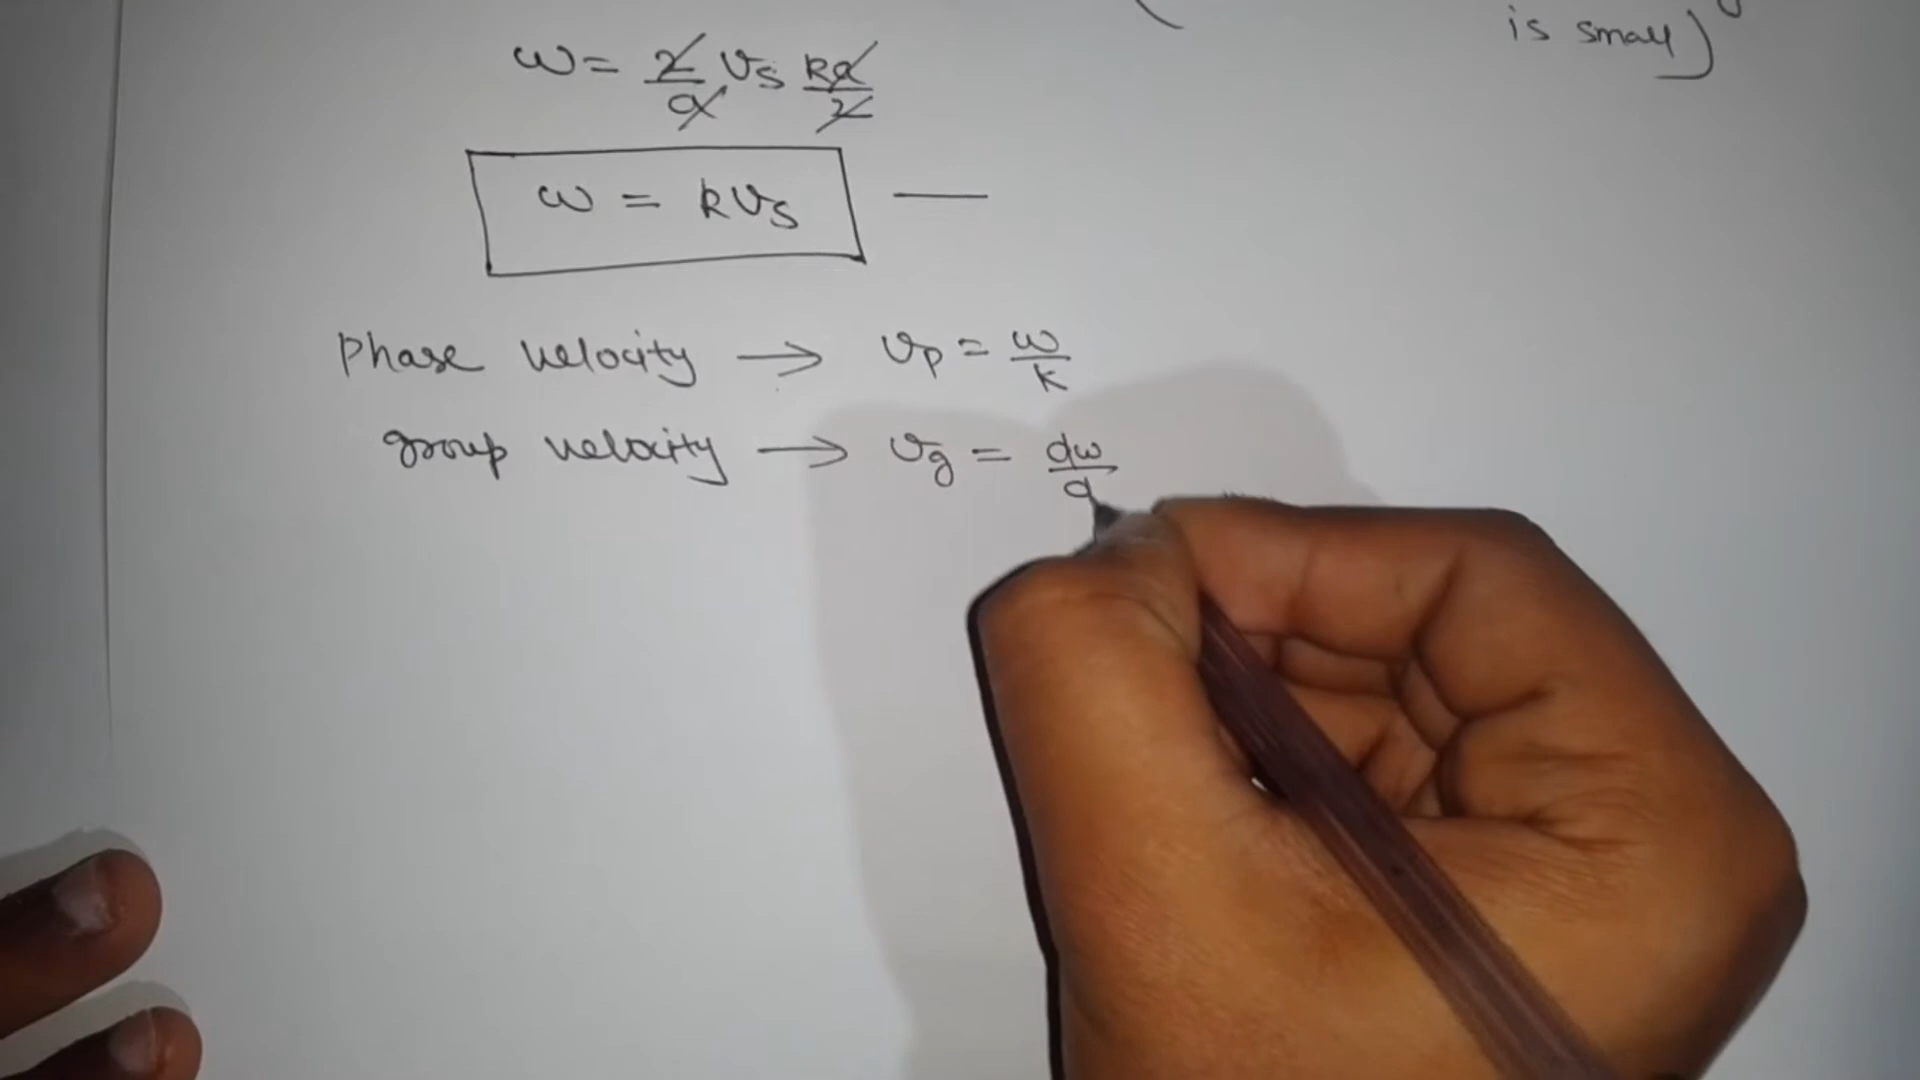 is small)
ω = 2/a vs ka/2
ω = kvs —
Phase velocity → vp = ω/k
group velocity → vg = dω/d